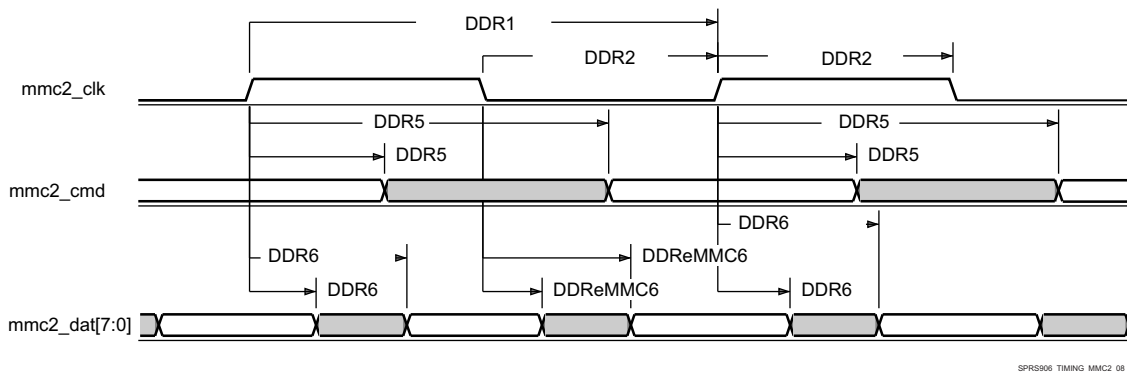 DDR1
DDR2
DDR2
mmc2_clk
DDR5
DDR5
DDR5
DDR5
mmc2_cmd
DDR6
DDR6
DDReMMC6
DDR6
DDReMMC6
DDR6
mmc2_dat[7:0]
SPRS906_TIMING_MMC2_08